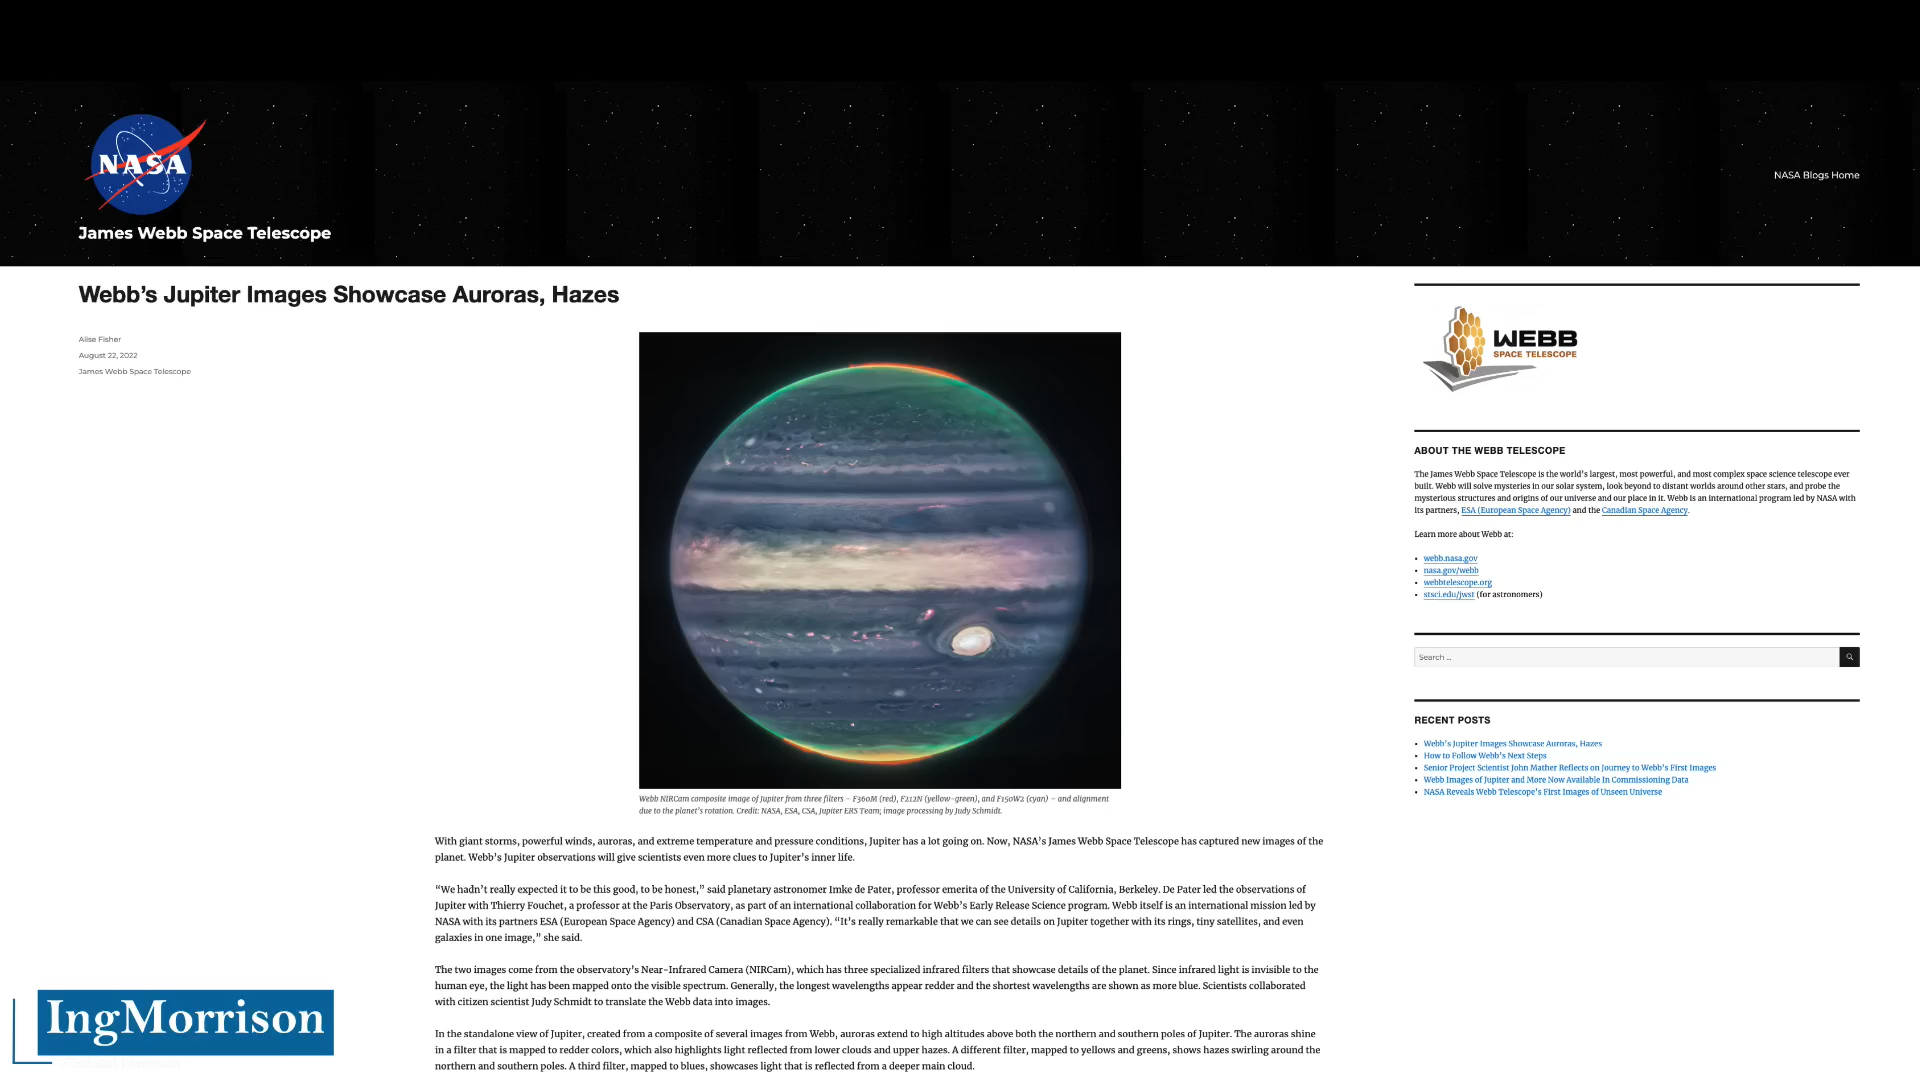 NASA
NASA Blogs Home
James Webb Space Telescope
Webb’s Jupiter Images Showcase Auroras, Hazes
Alise Fisher
August 22, 2022
James Webb Space Telescope
Webb NIRCam composite image of Jupiter from three filters – F360M (red), F212N (yellow-green), and F150W2 (cyan) – and alignment
due to the planet's rotation. Credit: NASA, ESA, CSA, Jupiter ERS Team; image processing by Judy Schmidt.
With giant storms, powerful winds, auroras, and extreme temperature and pressure conditions, Jupiter has a lot going on. Now, NASA’s James Webb Space Telescope has captured new images of the
planet. Webb’s Jupiter observations will give scientists even more clues to Jupiter’s inner life.
“We hadn’t really expected it to be this good, to be honest,” said planetary astronomer Imke de Pater, professor emerita of the University of California, Berkeley. De Pater led the observations of
Jupiter with Thierry Fouchet, a professor at the Paris Observatory, as part of an international collaboration for Webb’s Early Release Science program. Webb itself is an international mission led by
NASA with its partners ESA (European Space Agency) and CSA (Canadian Space Agency). “It’s really remarkable that we can see details on Jupiter together with its rings, tiny satellites, and even
galaxies in one image,” she said.
The two images come from the observatory’s Near-Infrared Camera (NIRCam), which has three specialized infrared filters that showcase details of the planet. Since infrared light is invisible to the
human eye, the light has been mapped onto the visible spectrum. Generally, the longest wavelengths appear redder and the shortest wavelengths are shown as more blue. Scientists collaborated
with citizen scientist Judy Schmidt to translate the Webb data into images.
In the standalone view of Jupiter, created from a composite of several images from Webb, auroras extend to high altitudes above both the northern and southern poles of Jupiter. The auroras shine
in a filter that is mapped to redder colors, which also highlights light reflected from lower clouds and upper hazes. A different filter, mapped to yellows and greens, shows hazes swirling around the
northern and southern poles. A third filter, mapped to blues, showcases light that is reflected from a deeper main cloud.
WEBB
SPACE TELESCOPE
ABOUT THE WEBB TELESCOPE
The James Webb Space Telescope is the world's largest, most powerful, and most complex space science telescope ever
built. Webb will solve mysteries in our solar system, look beyond to distant worlds around other stars, and probe the
mysterious structures and origins of our universe and our place in it. Webb is an international program led by NASA with
its partners, ESA (European Space Agency) and the Canadian Space Agency.
Learn more about Webb at:
• webb.nasa.gov
• nasa.gov/webb
• webbtelescope.org
• stsci.edu/jwst (for astronomers)
Search …
RECENT POSTS
• Webb’s Jupiter Images Showcase Auroras, Hazes
• How to Follow Webb’s Next Steps
• Senior Project Scientist John Mather Reflects on Journey to Webb’s First Images
• Webb Images of Jupiter and More Now Available In Commissioning Data
• NASA Reveals Webb Telescope’s First Images of Unseen Universe
IngMorrison